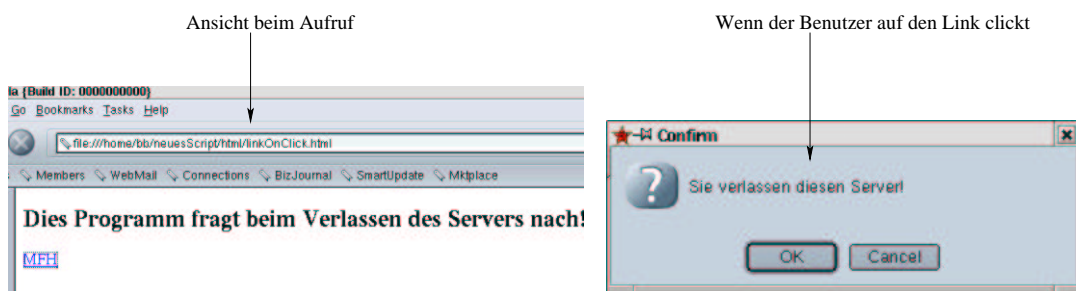 Ansicht beim Aufruf
Wenn der Benutzer auf den Link clickt
la {Build ID: 0000000000}
Go Bookmarks Tasks Help
file:///home/bb/neuesScript/html/linkOnClick.html
Members WebMail Connections BizJournal SmartUpdate Mktplace
Dies Programm fragt beim Verlassen des Servers nach!
MFH
Confirm
Sie verlassen diesen Server!
OK Cancel